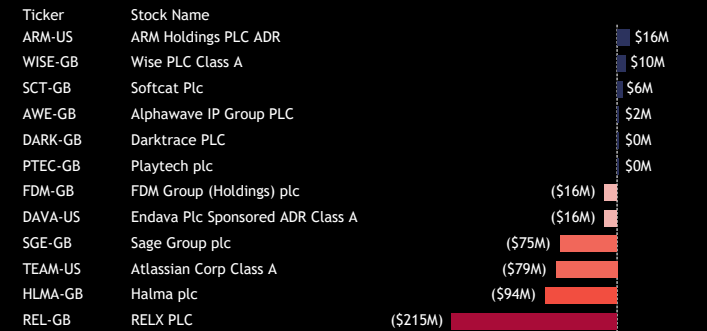 Ticker Stock Name
ARM-US ARM Holdings PLC ADR $16M
WISE-GB Wise PLC Class A $10M
SCT-GB Softcat Plc $6M
AWE-GB Alphawave IP Group PLC $2M
DARK-GB Darktrace PLC $0M
PTEC-GB Playtech plc $0M
FDM-GB FDM Group (Holdings) plc ($16M)
DAVA-US Endava Plc Sponsored ADR Class A ($16M)
SGE-GB Sage Group plc ($75M)
TEAM-US Atlassian Corp Class A ($79M)
HLMA-GB Halma plc ($94M)
REL-GB RELX PLC ($215M)